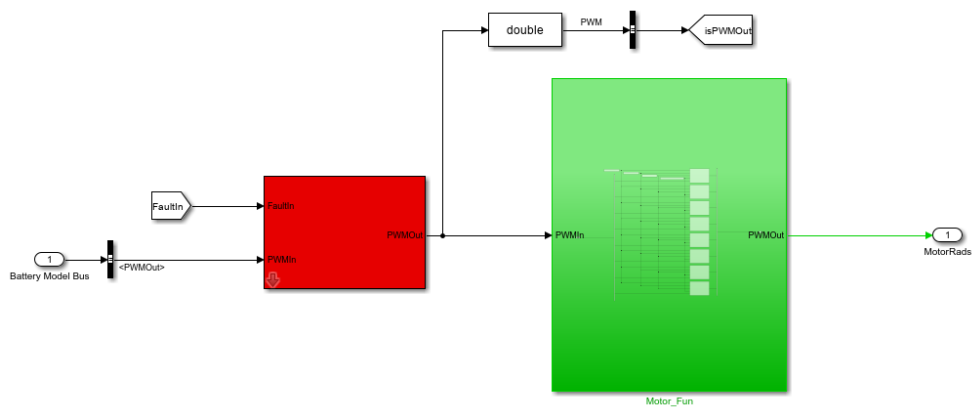 double
PWM
isPWMOut
FaultIn
FaultIn
PWMOut
PWMIn
PWMOut
1
MotorRads
1
Battery Model Bus
<PWMOut>
PWMIn
Motor_Fun